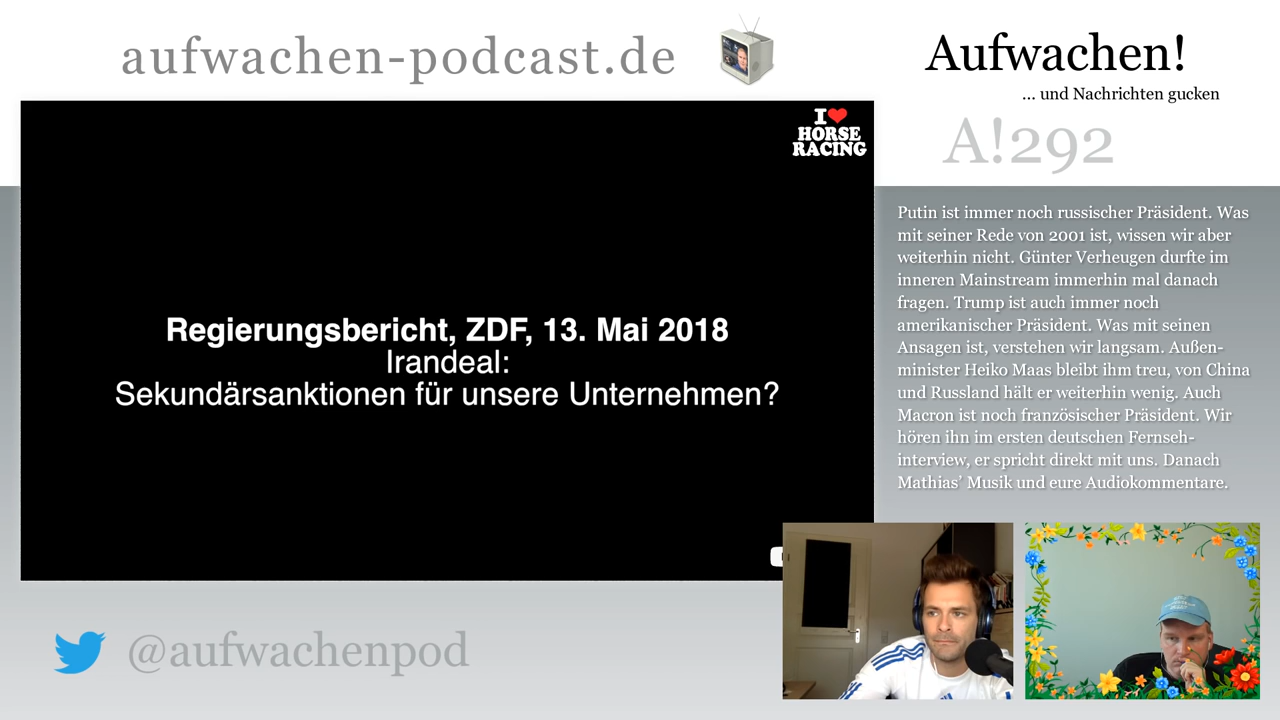 aufwachen-podcast.de
Aufwachen!
... und Nachrichten gucken
A!292
I
HORSE
RACING
Regierungsbericht, ZDF, 13. Mai 2018
Irandeal:
Sekundärsanktionen für unsere Unternehmen?
Putin ist immer noch russischer Präsident. Was
mit seiner Rede von 2001 ist, wissen wir aber
weiterhin nicht. Günter Verheugen durfte im
inneren Mainstream immerhin mal danach
fragen. Trump ist auch immer noch
amerikanischer Präsident. Was mit seinen
Ansagen ist, verstehen wir langsam. Außen-
minister Heiko Maas bleibt ihm treu, von China
und Russland hält er weiterhin wenig. Auch
Macron ist noch französischer Präsident. Wir
hören ihn im ersten deutschen Fernseh-
interview, er spricht direkt mit uns. Danach
Mathias’ Musik und eure Audiokommentare.
@aufwachenpod